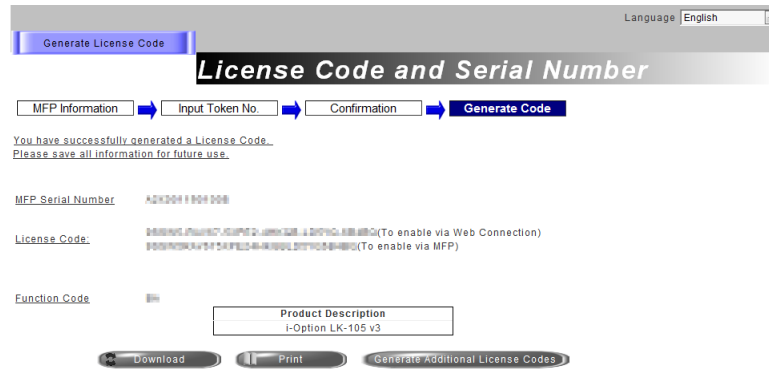 Language English
Generate License Code
License Code and Serial Number
MFP Information Input Token No. Confirmation Generate Code
You have successfully generated a License Code.
Please save all information for future use.
MFP Serial Number
License Code: (To enable via Web Connection)
(To enable via MFP)
Function Code
Product Description
i-Option LK-105 v3
Download Print Generate Additional License Codes